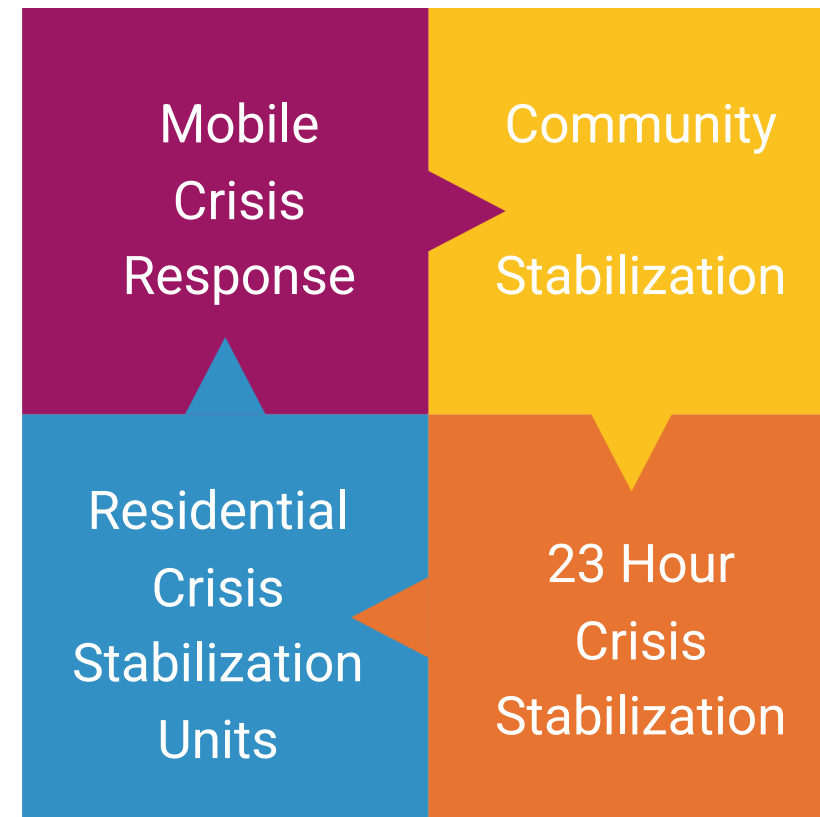 Mobile
Crisis
Response
Community
Stabilization
Residential
Crisis
Stabilization
Units
23 Hour
Crisis
Stabilization